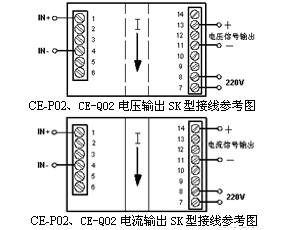 IN+ 1 14
2 13 +
3 I 12 电压信号输出
IN- 4 11 —
5 10
6 9
8
7 220V
CE-P02、CE-Q02 电压输出 SK 型接线参考图
IN+ 1 14 +
2 13
3 I 12 电流信号输出
IN- 4 11 —
5 10
6 9
8
7 220V
CE-P02、CE-Q02 电流输出 SK 型接线参考图